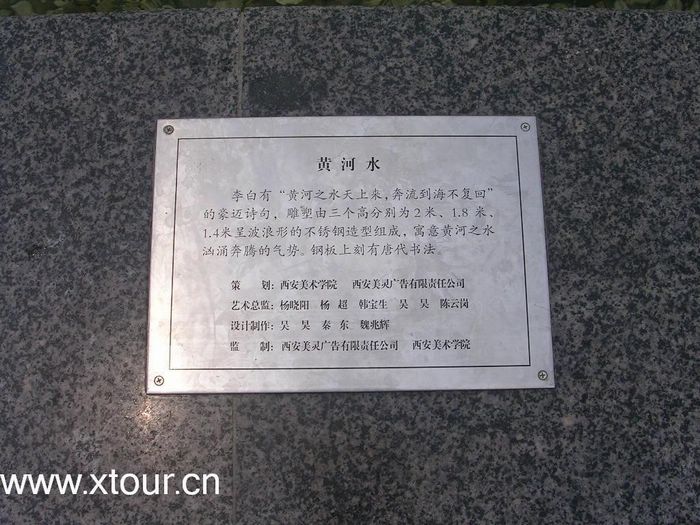 黄河水
李白有“黄河之水天上来，奔流到海不复回”
的豪迈诗句，雕塑由三个高分别为2米、1.8 米、
1.4米呈波浪形的不锈钢造型组成，寓意黄河之水
汹涌奔腾的气势。钢板上刻有唐代书法。
策　　划：西安美术学院　西安美灵广告有限责任公司
艺术总监：杨晓阳　杨　超　韩宝生　吴　昊　陈云岗
设计制作：吴　昊　秦　东　魏兆辉
监　　制：西安美灵广告有限责任公司　西安美术学院
www.xtour.cn